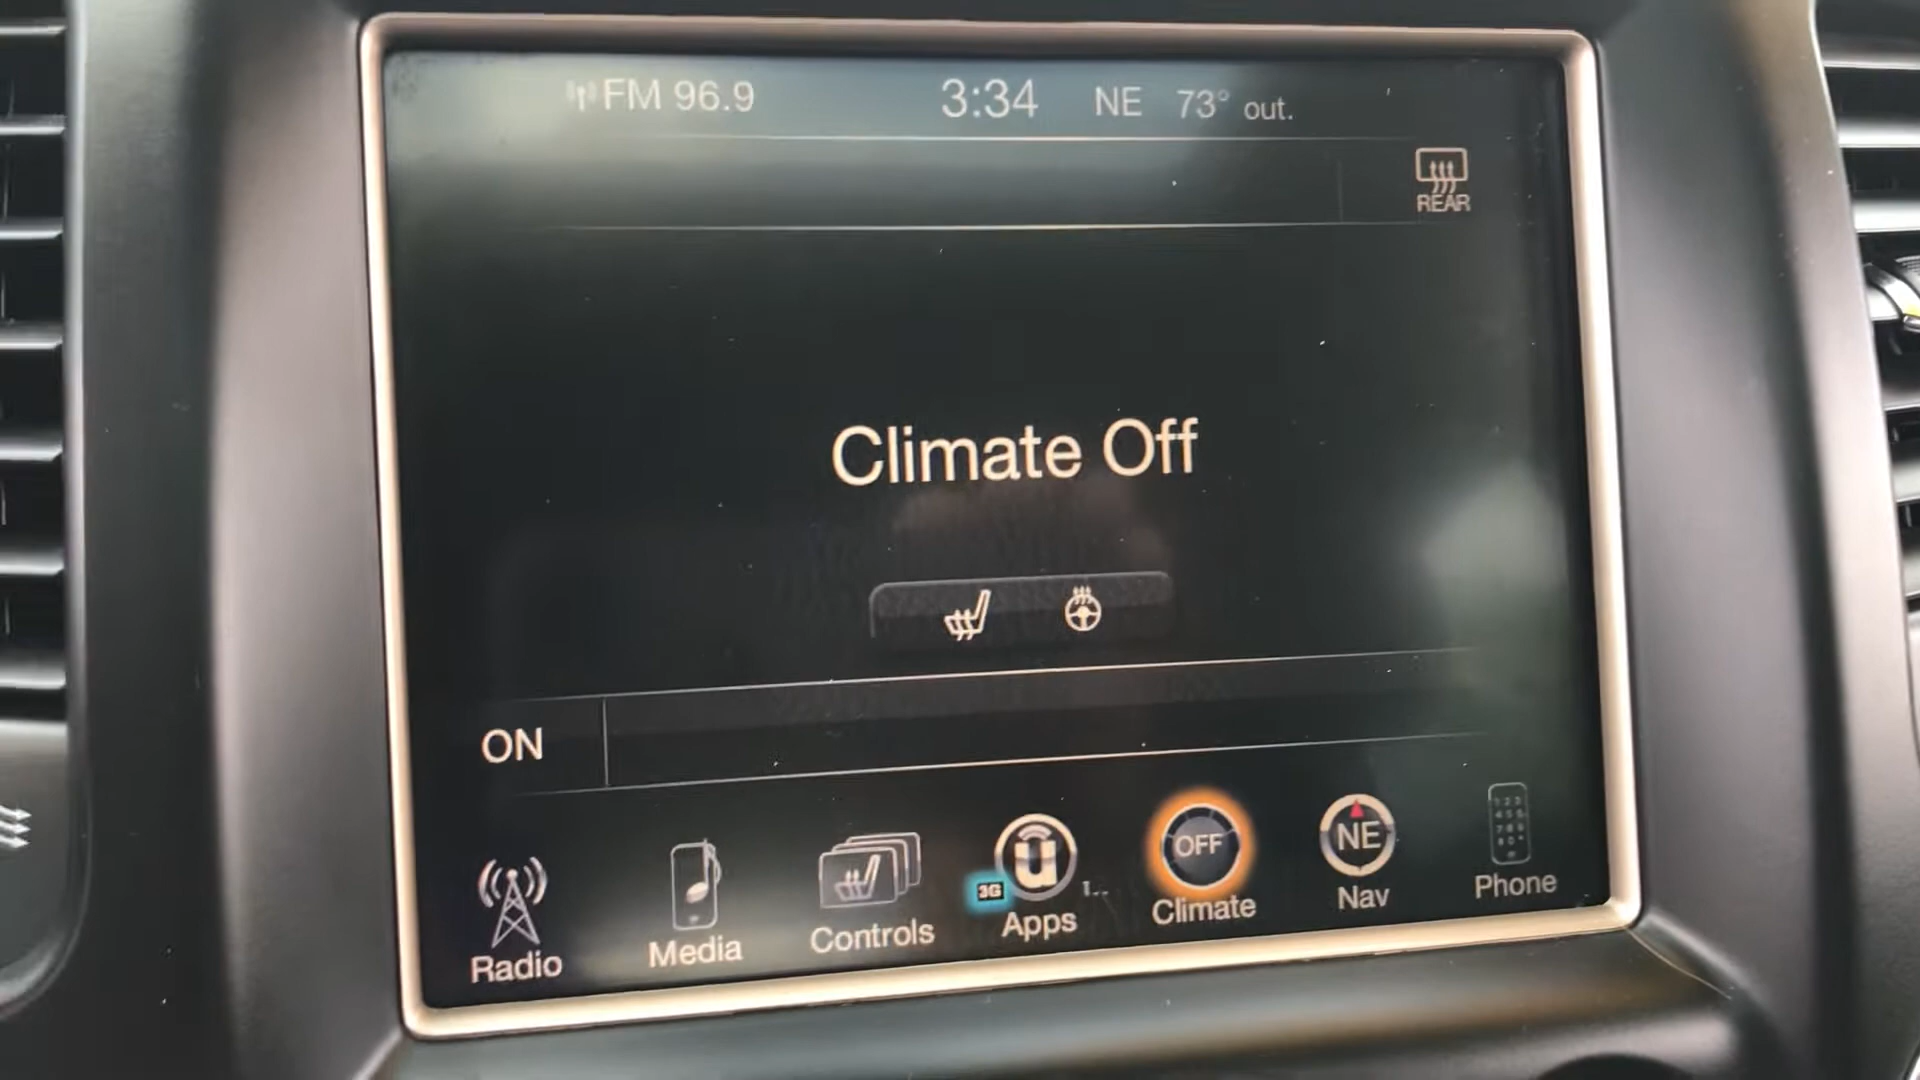 FM 96.9 3:34 NE 73° out.
REAR
Climate Off
ON
OFF
NE
3G
Radio Media Controls Apps Climate Nav Phone